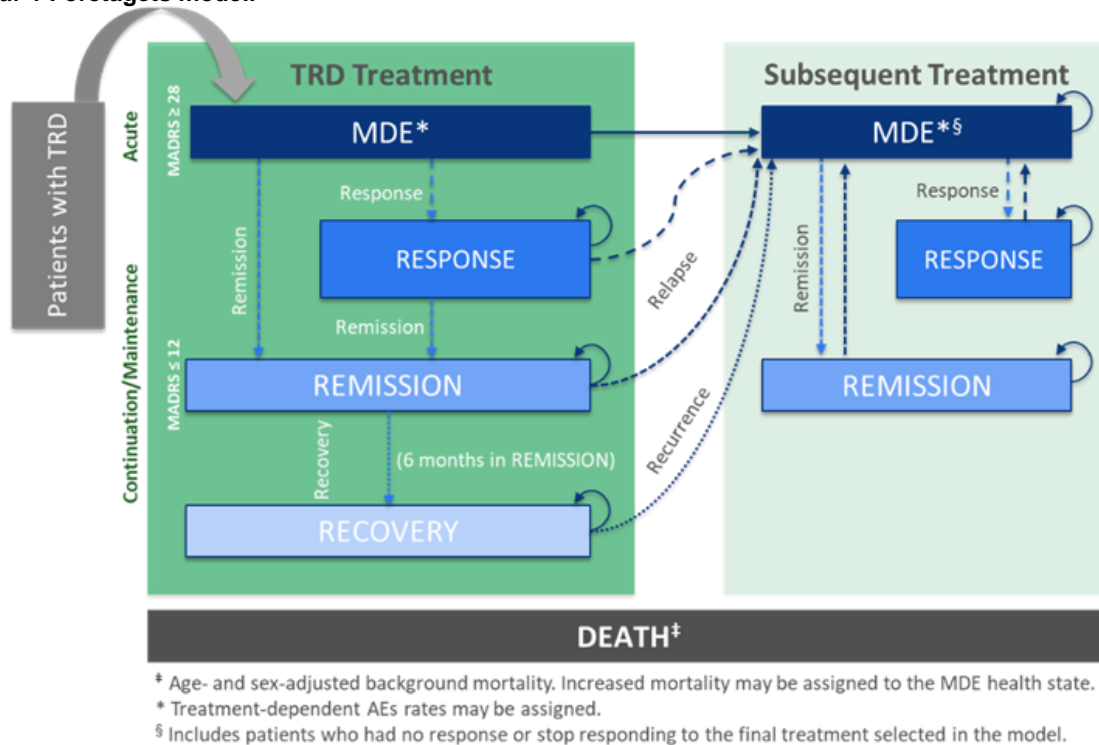 TRD Treatment
Subsequent Treatment
Patients with TRD
Acute
MADRS ≥ 28
MDE*
MDE*§
Response
Response
Remission
RESPONSE
Relapse
Remission
RESPONSE
Continuation/Maintenance
Remission
MADRS ≤ 12
REMISSION
REMISSION
Recovery
(6 months in REMISSION)
Recurrence
RECOVERY
DEATH‡
‡ Age- and sex-adjusted background mortality. Increased mortality may be assigned to the MDE health state.
* Treatment-dependent AEs rates may be assigned.
§ Includes patients who had no response or stop responding to the final treatment selected in the model.